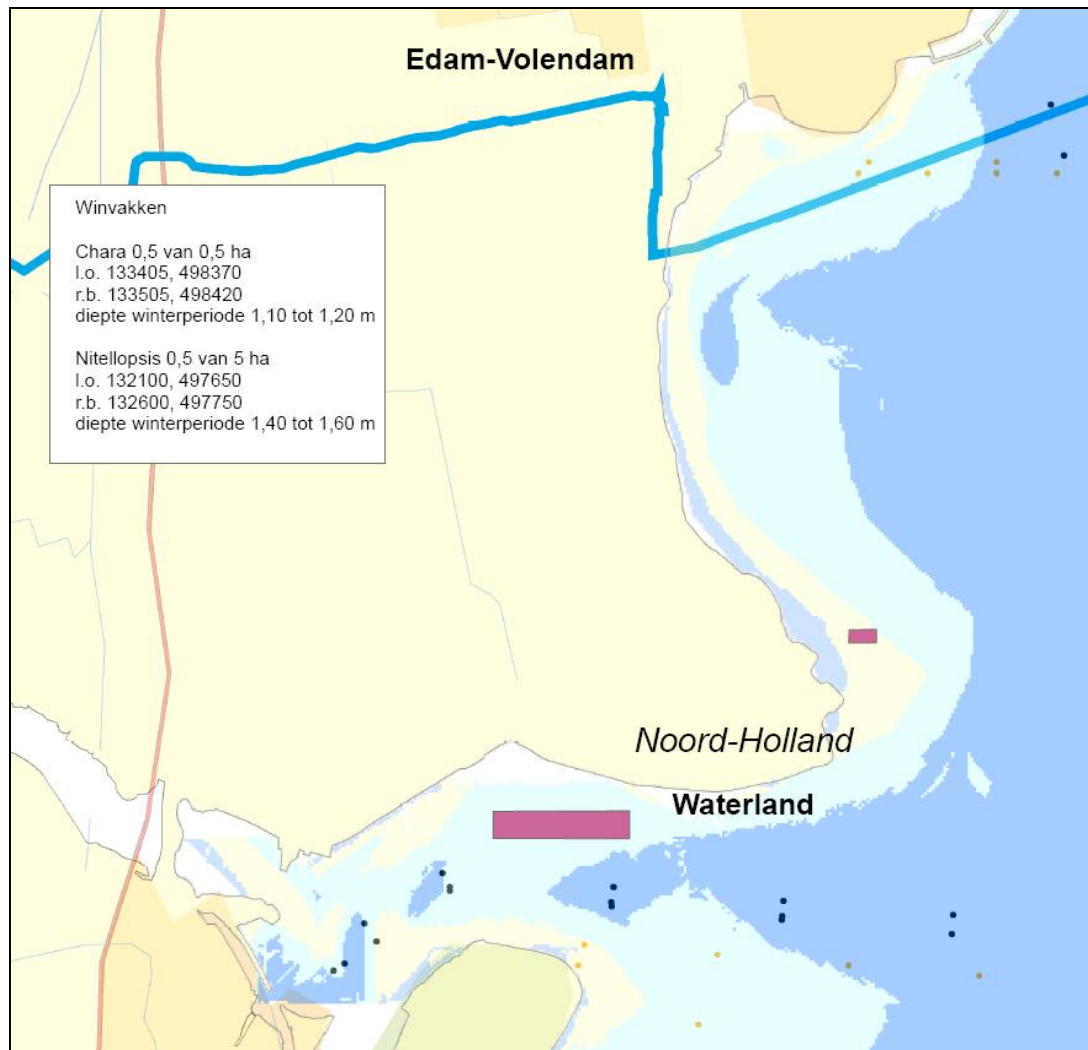 Edam-Volendam
Winvakken
Chara 0,5 van 0,5 ha
l.o. 133405, 498370
r.b. 133505, 498420
diepte winterperiode 1,10 tot 1,20 m
Nitellopsis 0,5 van 5 ha
l.o. 132100, 497650
r.b. 132600, 497750
diepte winterperiode 1,40 tot 1,60 m
Noord-Holland
Waterland